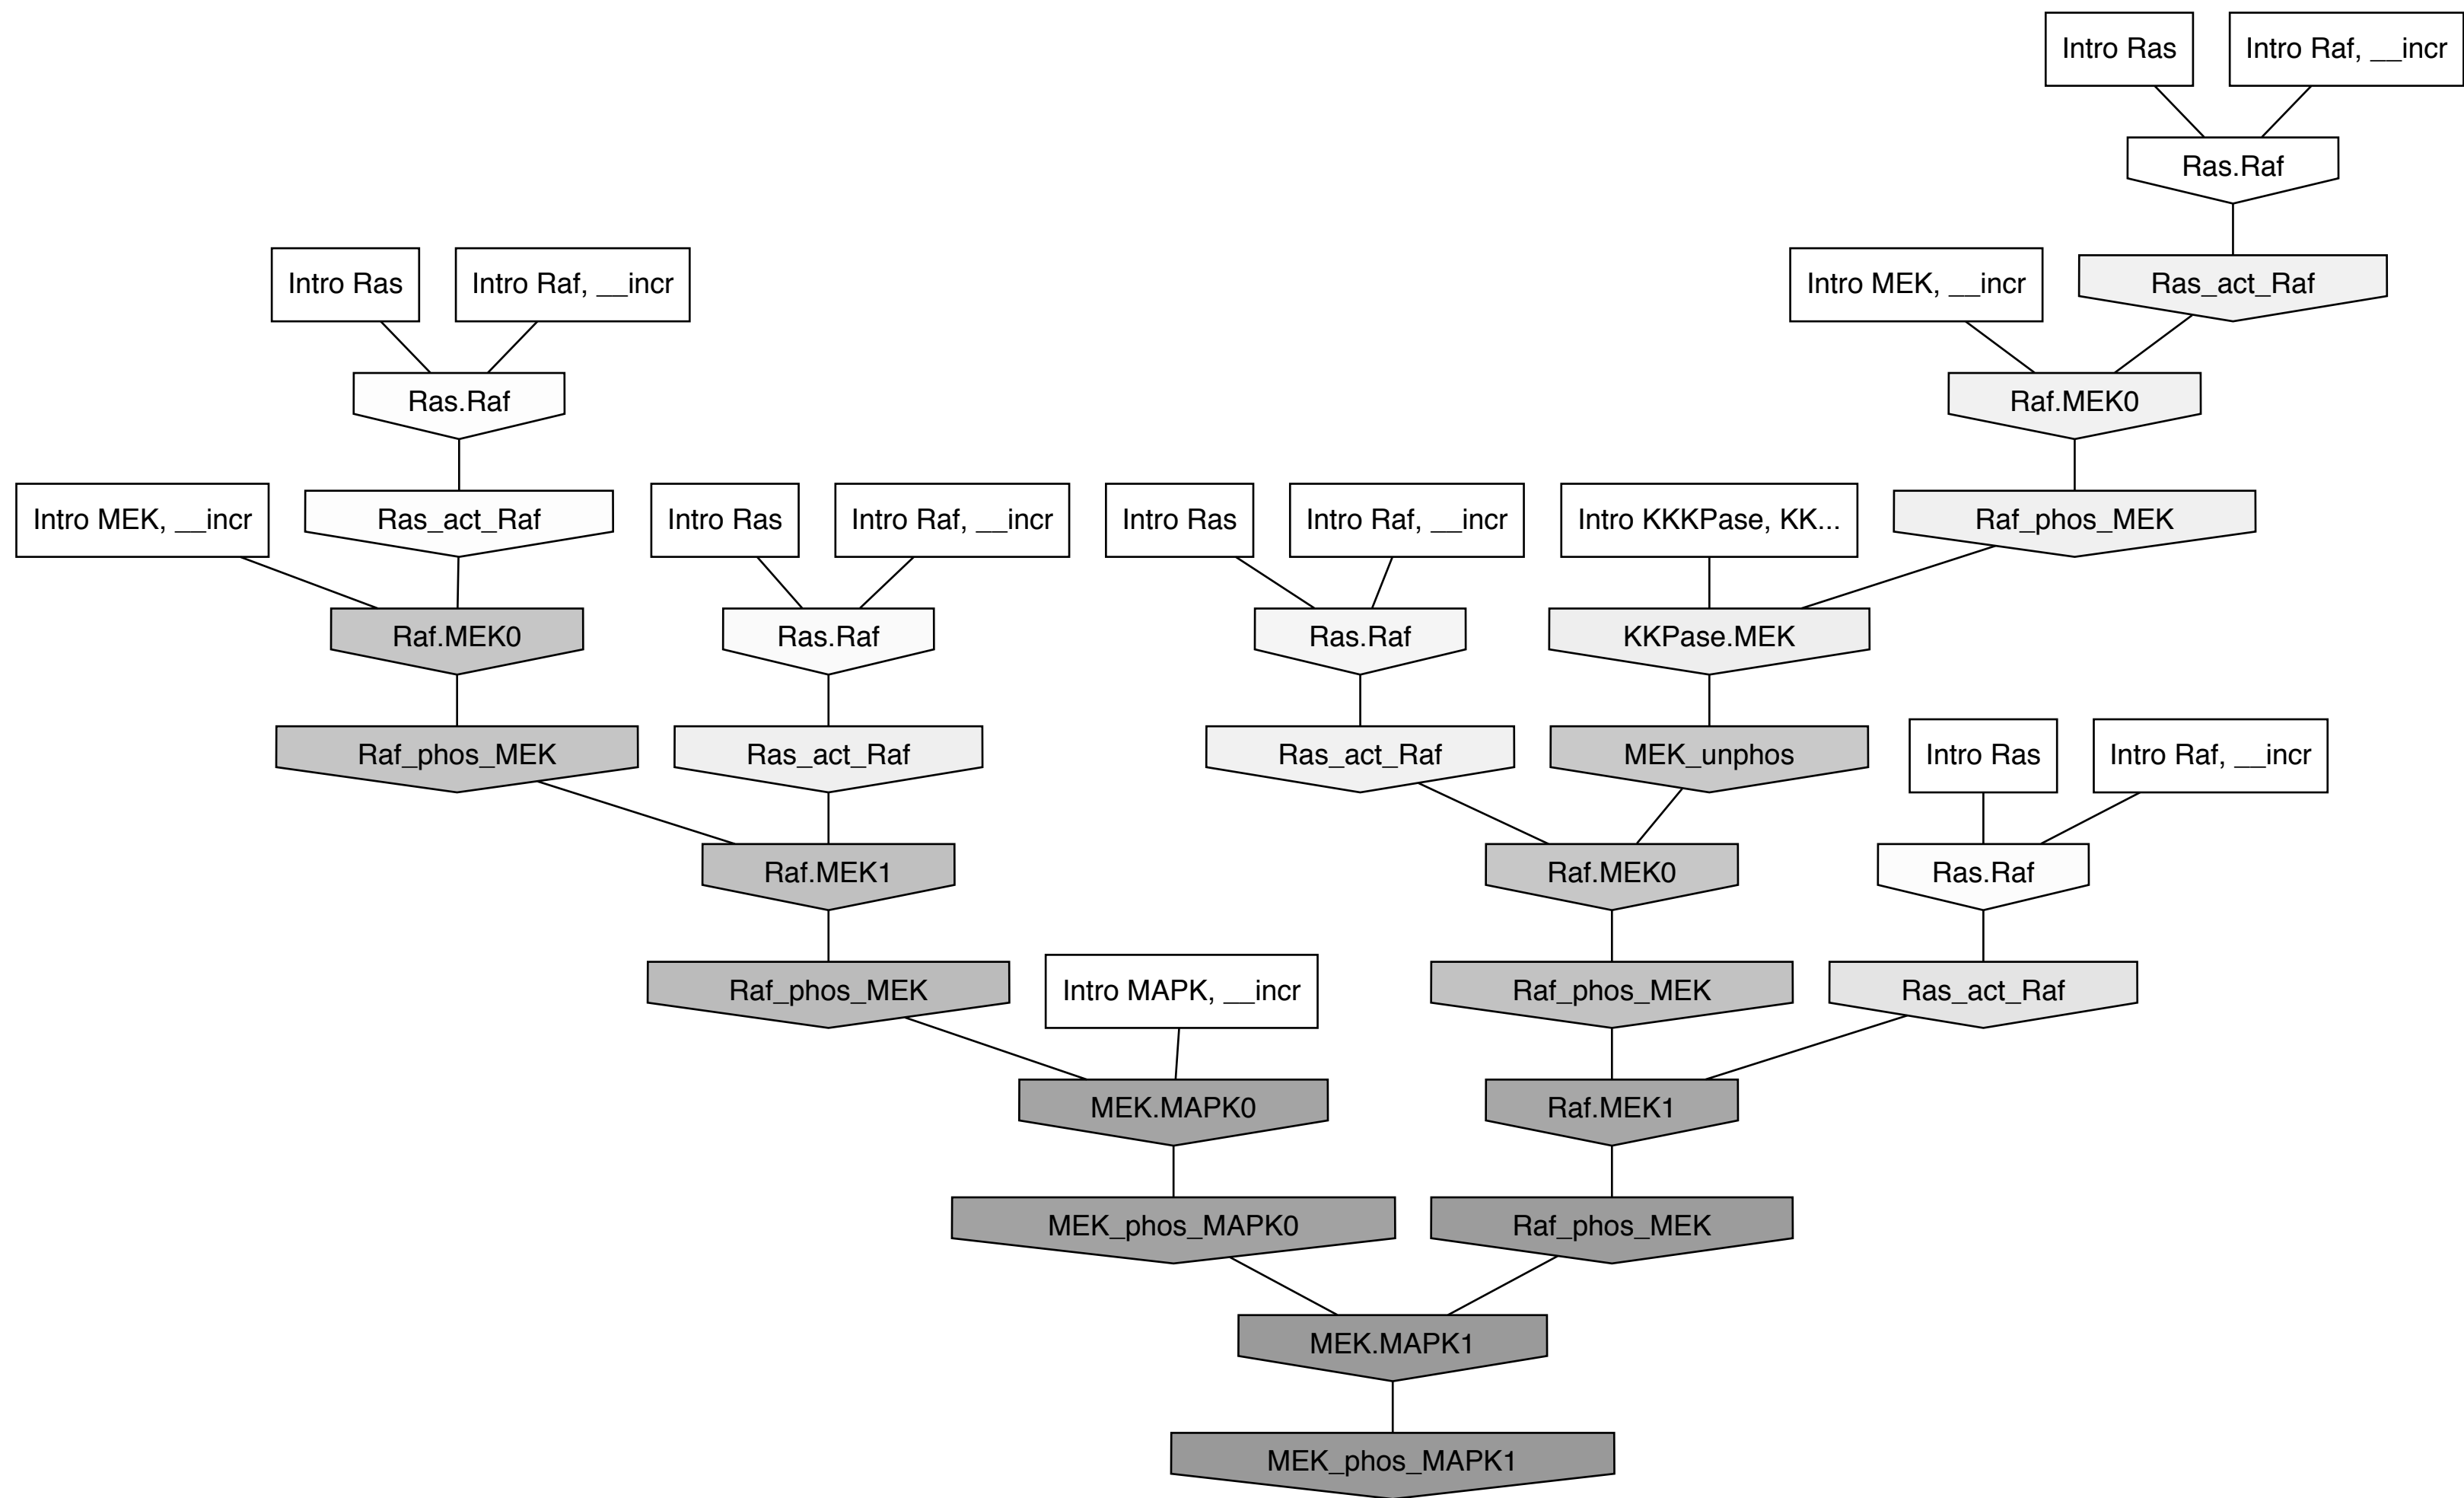 Intro Ras
Intro Raf, __incr
Ras.Raf
Intro Ras
Intro Raf, __incr
Intro MEK, __incr
Ras_act_Raf
Ras.Raf
Raf.MEK0
Intro MEK, __incr
Ras_act_Raf
Intro Ras
Intro Raf, __incr
Intro Ras
Intro Raf, __incr
Intro KKKPase, KK...
Raf_phos_MEK
Raf.MEK0
Ras.Raf
Ras.Raf
KKPase.MEK
Raf_phos_MEK
Ras_act_Raf
Ras_act_Raf
MEK_unphos
Intro Ras
Intro Raf, __incr
Raf.MEK1
Raf.MEK0
Ras.Raf
Raf_phos_MEK
Intro MAPK, __incr
Raf_phos_MEK
Ras_act_Raf
MEK.MAPK0
Raf.MEK1
MEK_phos_MAPK0
Raf_phos_MEK
MEK.MAPK1
MEK_phos_MAPK1